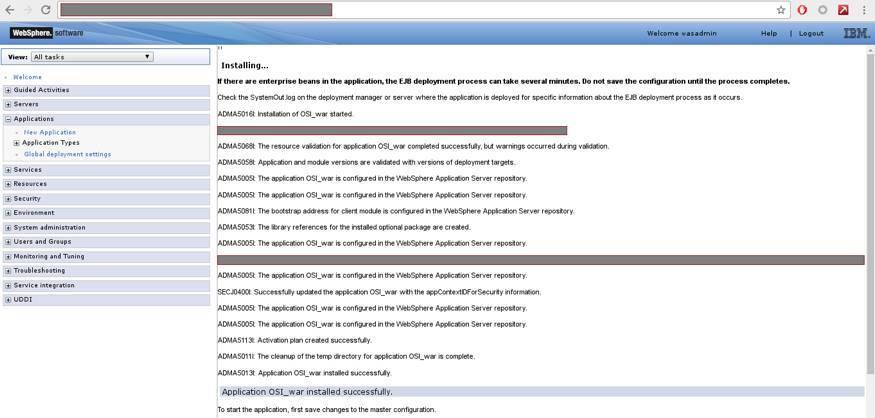 WebSphere. software
Welcome vasadmin
Help | Logout
IBM.
View: All tasks
Welcome
Guided Activities
Servers
Applications
New Application
Application Types
Global deployment settings
Services
Resources
Security
Environment
System administration
Users and Groups
Monitoring and Tuning
Troubleshooting
Service integration
UDDI
Installing...
If there are enterprise beans in the application, the EJB deployment process can take several minutes. Do not save the configuration until the process completes.
Check the SystemOut.log on the deployment manager or server where the application is deployed for specific information about the EJB deployment process as it occurs.
ADMA5016I: Installation of OSI_war started.
ADMA5068I: The resource validation for application OSI_war completed successfully, but warnings occurred during validation.
ADMA5058I: Application and module versions are validated with versions of deployment targets.
ADMA5005I: The application OSI_war is configured in the WebSphere Application Server repository.
ADMA5005I: The application OSI_war is configured in the WebSphere Application Server repository.
ADMA5081I: The bootstrap address for client module is configured in the WebSphere Application Server repository.
ADMA5053I: The library references for the installed optional package are created.
ADMA5005I: The application OSI_war is configured in the WebSphere Application Server repository.
ADMA5005I: The application OSI_war is configured in the WebSphere Application Server repository.
SECJ0400I: Successfully updated the application OSI_war with the appContextIDForSecurity information.
ADMA5005I: The application OSI_war is configured in the WebSphere Application Server repository.
ADMA5005I: The application OSI_war is configured in the WebSphere Application Server repository.
ADMA5113I: Activation plan created successfully.
ADMA5011I: The cleanup of the temp directory for application OSI_war is complete.
ADMA5013I: Application OSI_war installed successfully.
Application OSI_war installed successfully.
To start the application, first save changes to the master configuration.